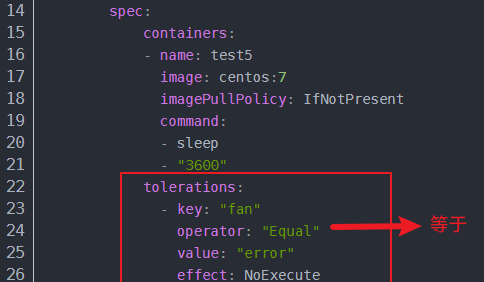 14 spec:
15 containers:
16 - name: test5
17 image: centos:7
18 imagePullPolicy: IfNotPresent
19 command:
20 - sleep
21 - "3600"
22 tolerations:
23 - key: "fan"
24 operator: "Equal" 等于
25 value: "error"
26 effect: NoExecute